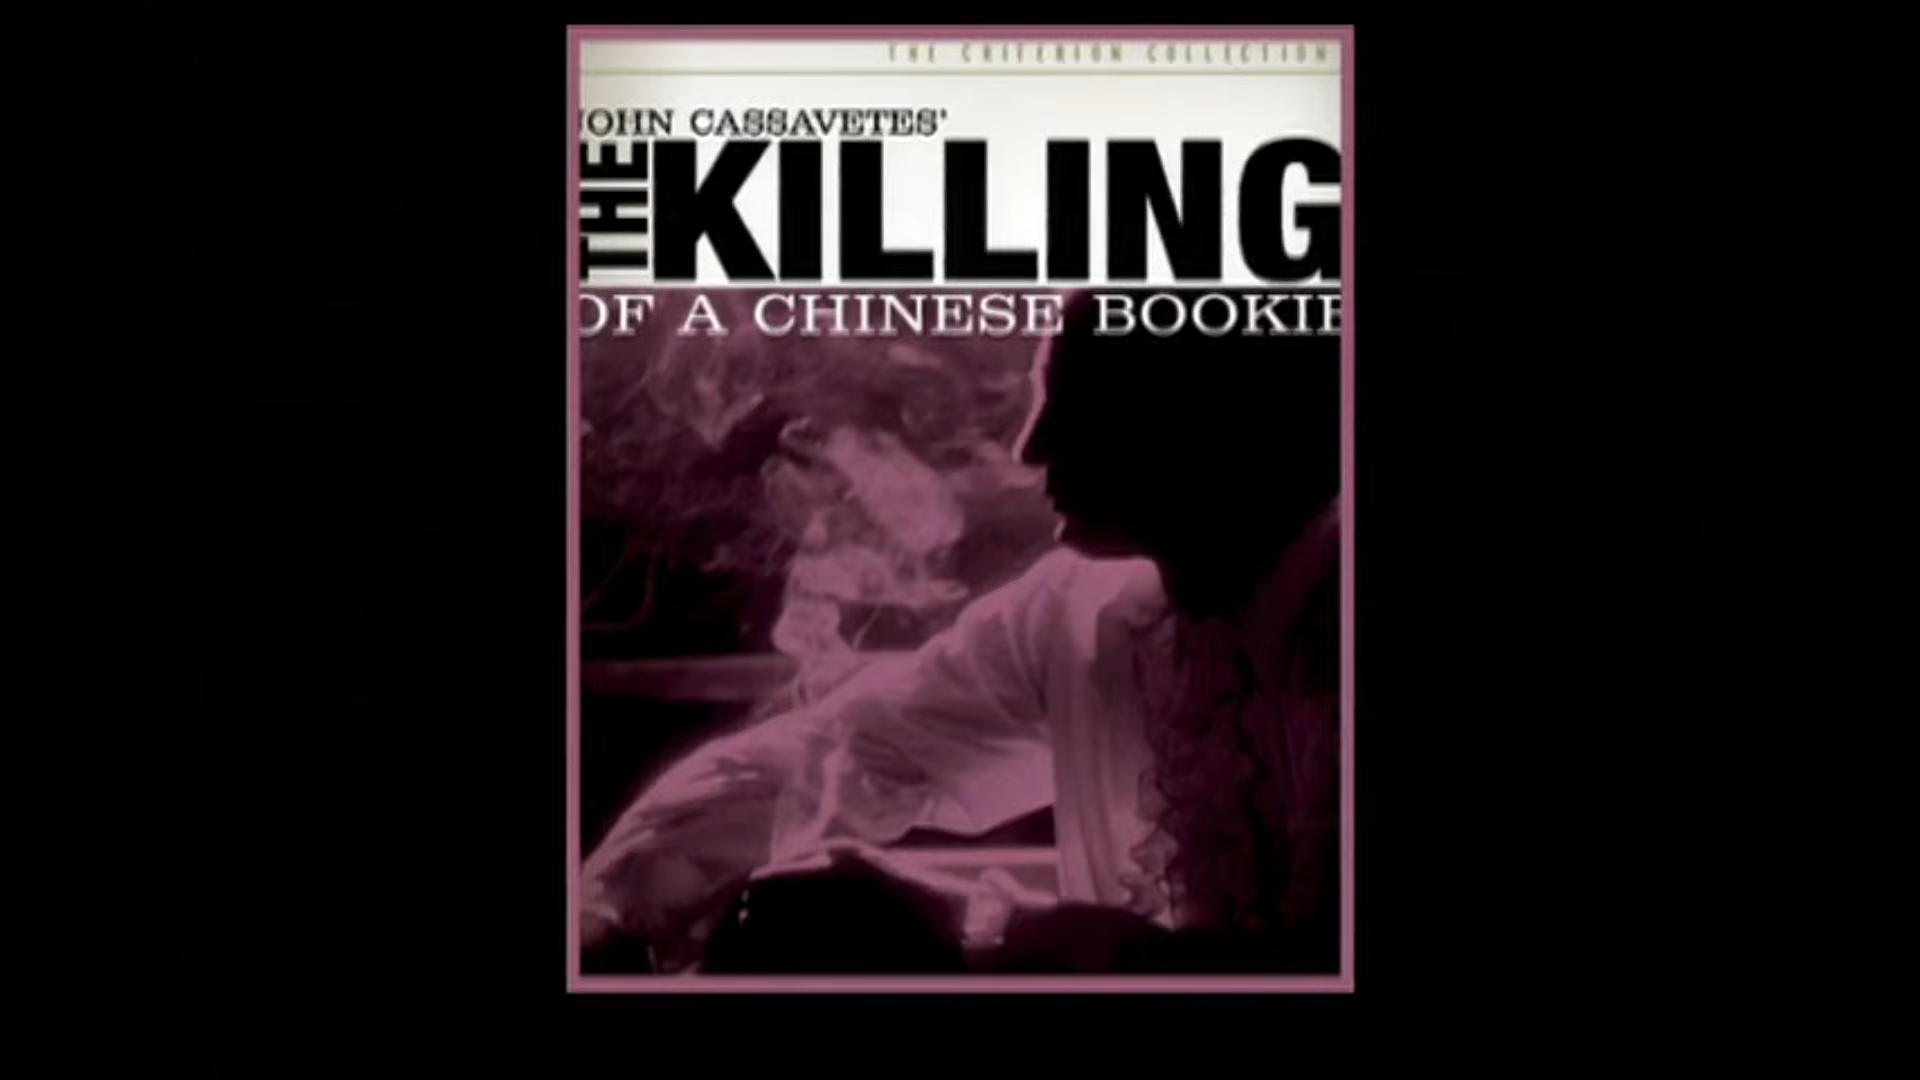 THE CRITERION COLLECTION
JOHN CASSAVETES'
THE KILLING
OF A CHINESE BOOKIE